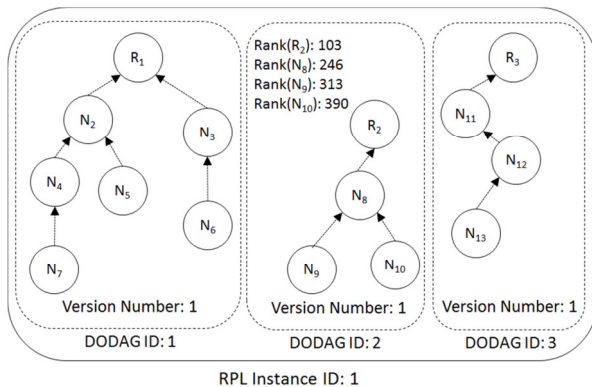 R1
N2
N3
N4
N5
N6
N7
Version Number: 1
DODAG ID: 1
Rank(R2): 103
Rank(N8): 246
Rank(N9): 313
Rank(N10): 390
R2
N8
N9
N10
Version Number: 1
DODAG ID: 2
R3
N11
N12
N13
Version Number: 1
DODAG ID: 3
RPL Instance ID: 1